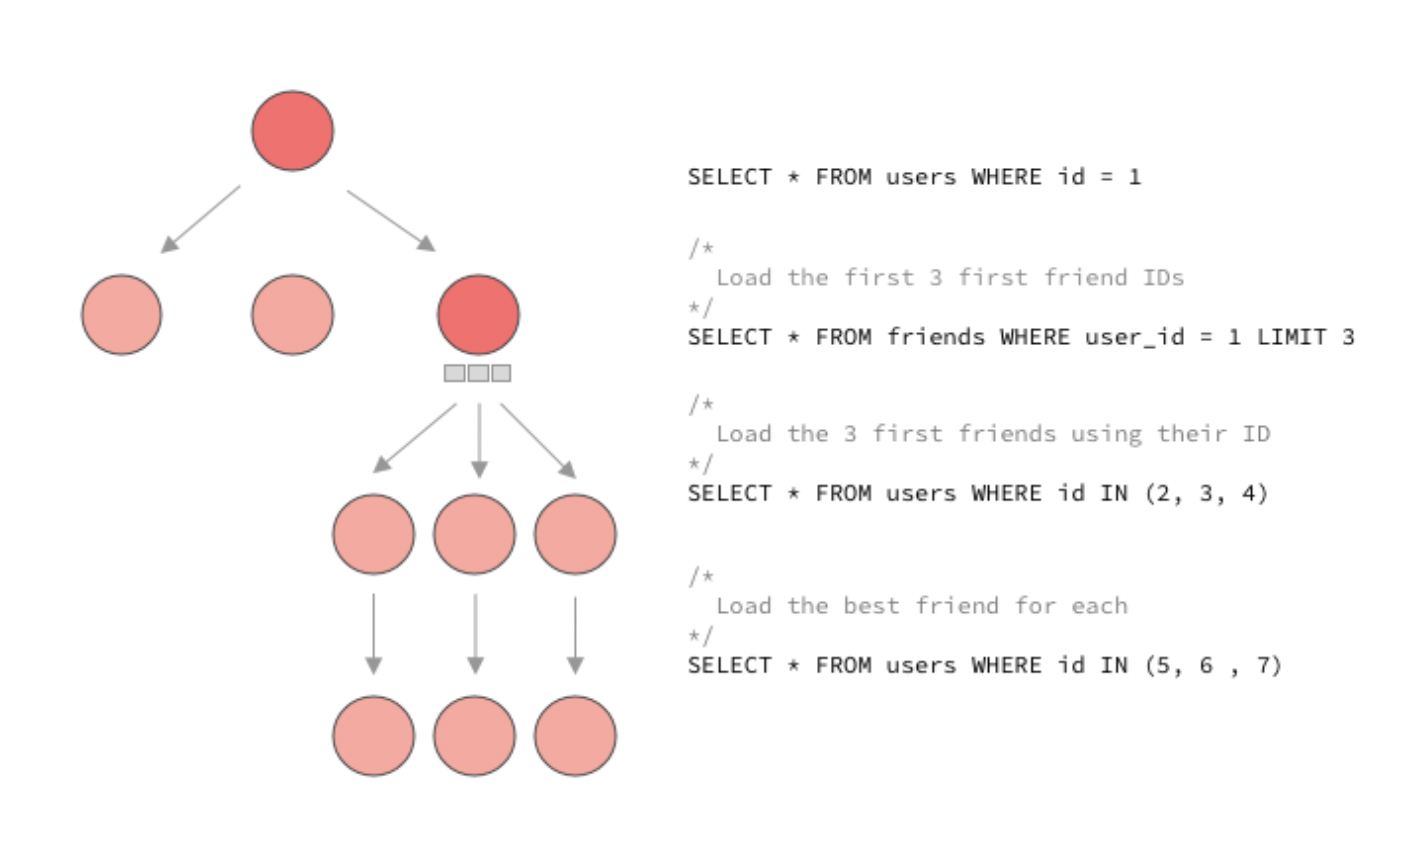 SELECT * FROM users WHERE id = 1
/*
Load the first 3 first friend IDs
*/
SELECT * FROM friends WHERE user_id = 1 LIMIT 3
/*
Load the 3 first friends using their ID
*/
SELECT * FROM users WHERE id IN (2, 3, 4)
/*
Load the best friend for each
*/
SELECT * FROM users WHERE id IN (5, 6 , 7)